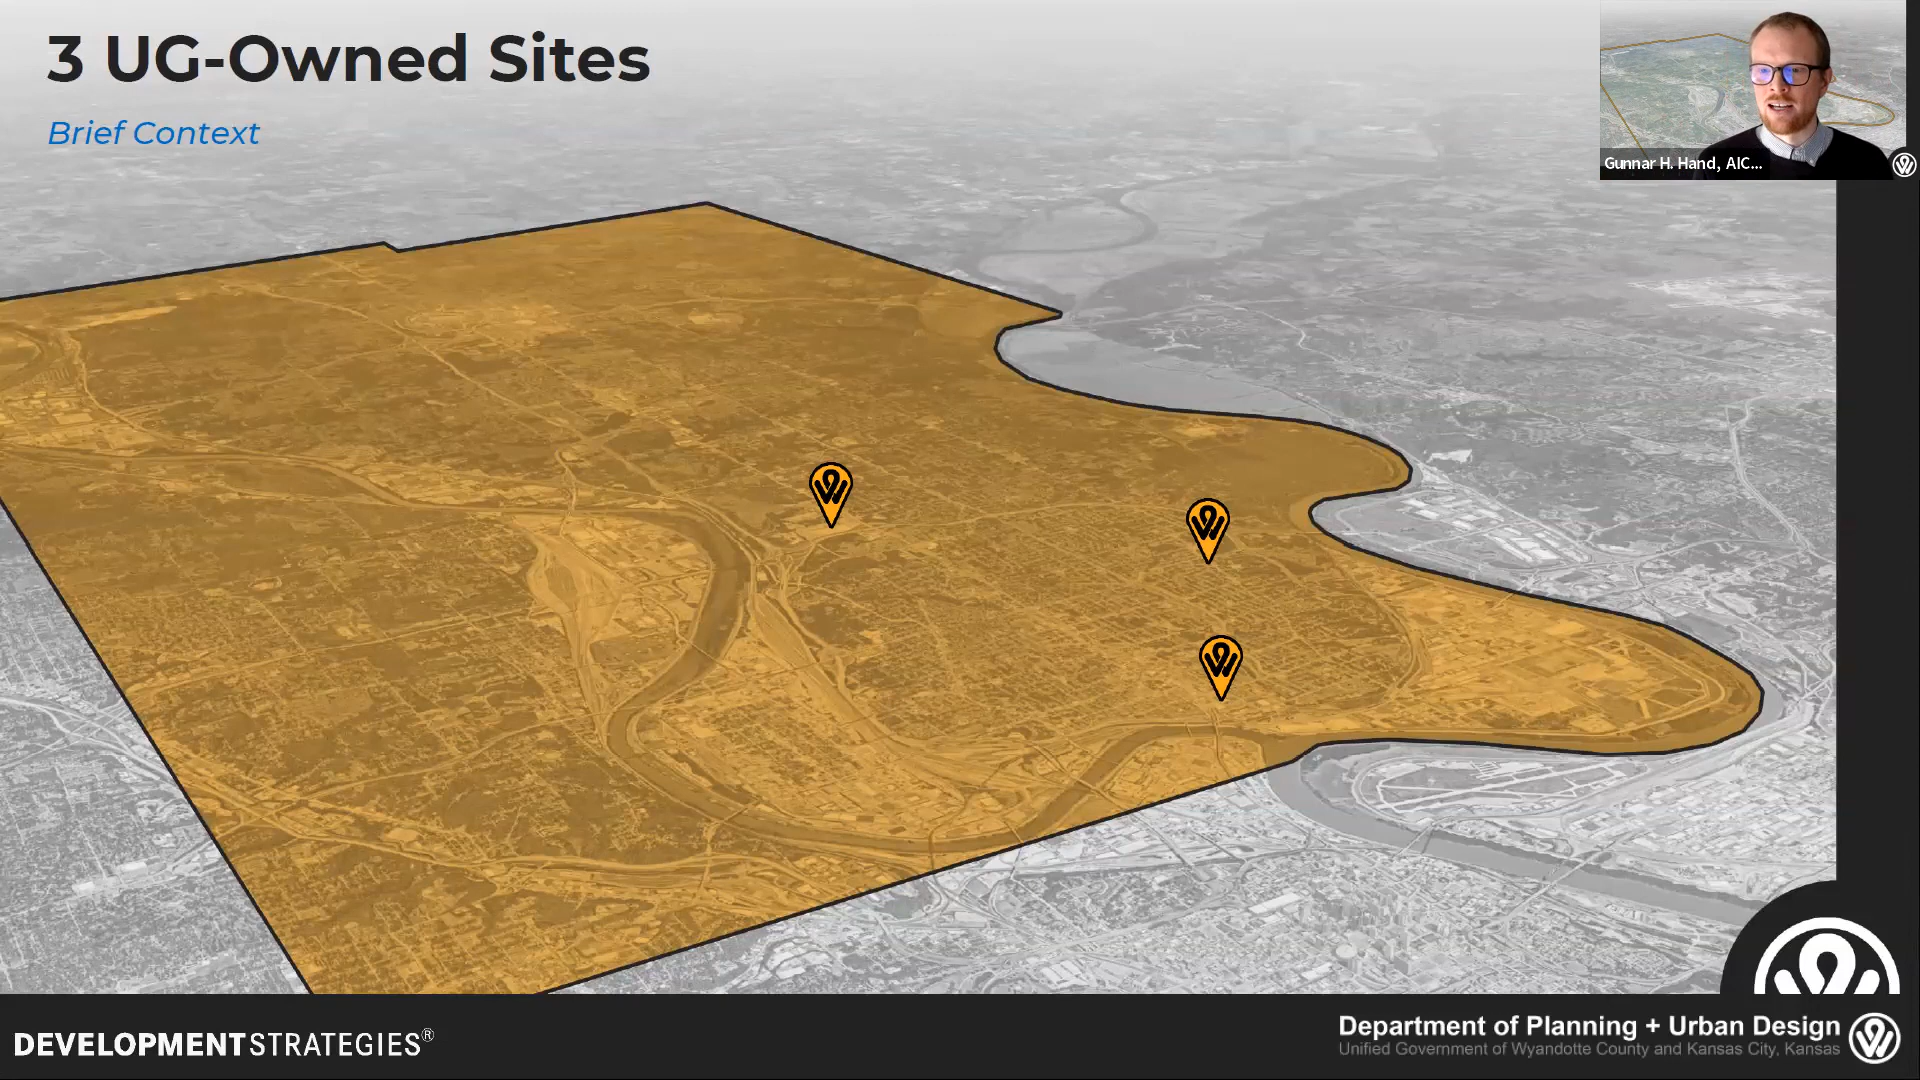 3 UG-Owned Sites
Brief Context
Gunnar H. Hand, AIC...
DEVELOPMENTSTRATEGIES®
Department of Planning + Urban Design
Unified Government of Wyandotte County and Kansas City, Kansas